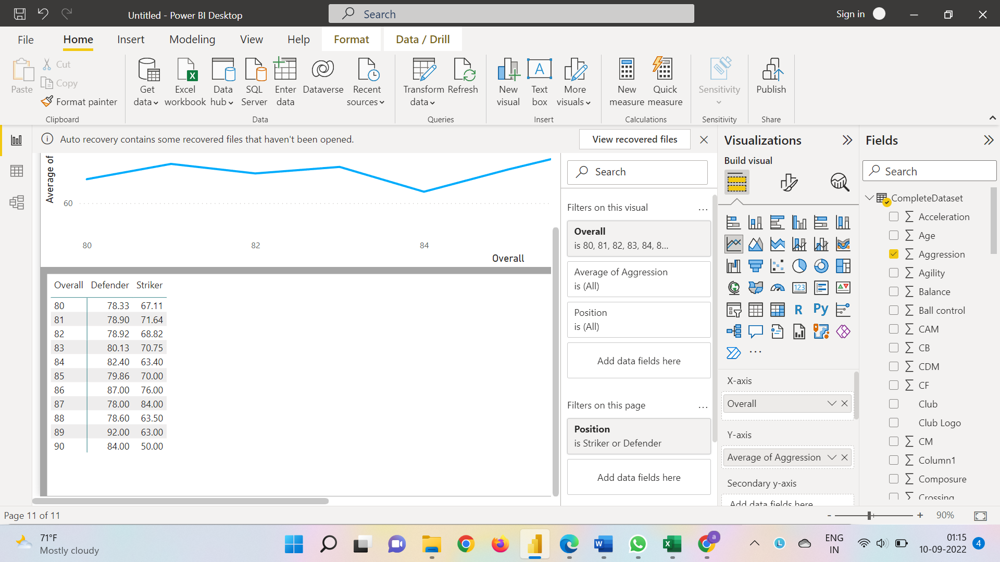 Untitled - Power BI Desktop
Search
Sign in
File
Home
Insert
Modeling
View
Help
Format
Data / Drill
Paste
Cut
Copy
Format painter
Clipboard
Get data
Excel workbook
Data hub
SQL Server
Enter data
Dataverse
Recent sources
Data
Transform data
Refresh
Queries
New visual
Text box
More visuals
Insert
New measure
Quick measure
Calculations
Sensitivity
Sensitivity
Publish
Share
Auto recovery contains some recovered files that haven't been opened.
View recovered files
Average of
60
80
82
84
Overall
Overall Defender Striker
80 78.33 67.11
81 78.90 71.64
82 78.92 68.82
83 80.13 70.75
84 82.40 63.40
85 79.86 70.00
86 87.00 76.00
87 78.00 84.00
88 78.60 63.50
89 92.00 63.00
90 84.00 50.00
Search
Filters on this visual
...
Overall
is 80, 81, 82, 83, 84, 8...
Average of Aggression
is (All)
Position
is (All)
Add data fields here
Filters on this page
...
Position
is Striker or Defender
Add data fields here
Visualizations
Build visual
123
R
Py
...
X-axis
Overall
Y-axis
Average of Aggression
Secondary y-axis
Add data fields here
Fields
Search
CompleteDataset
Acceleration
Age
Aggression
Agility
Balance
Ball control
CAM
CB
CDM
CF
Club
Club Logo
CM
Column1
Composure
Crossing
Page 11 of 11
- + 90%
71°F
Mostly cloudy
W
X
a
L
ENG
IN
01:15
10-09-2022
4